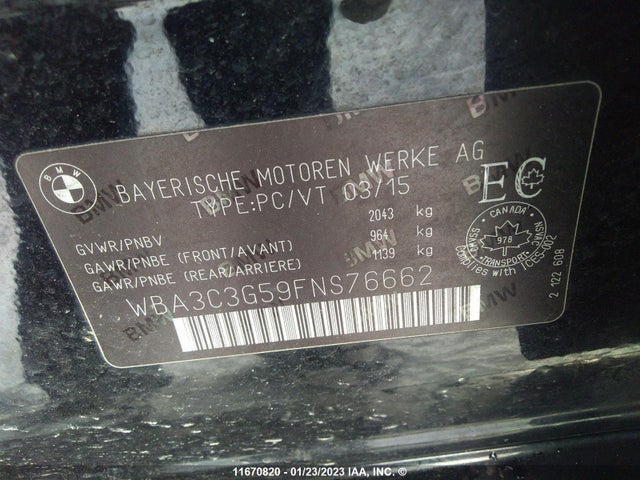 BMW
BAYERISCHE MOTOREN WERKE AG
TYPE:PC/VT 03/15
GVWR/PNBV 2043 kg
GAWR/PNBE (FRONT/AVANT) 964 kg
GAWR/PNBE (REAR/ARRIERE) 1139 kg
WBA3C3G59FNS76662
EC
CANADA
978
TRANSPORT
Complies with
2 122 608
11670820 - 01/23/2023 IAA, INC. ©